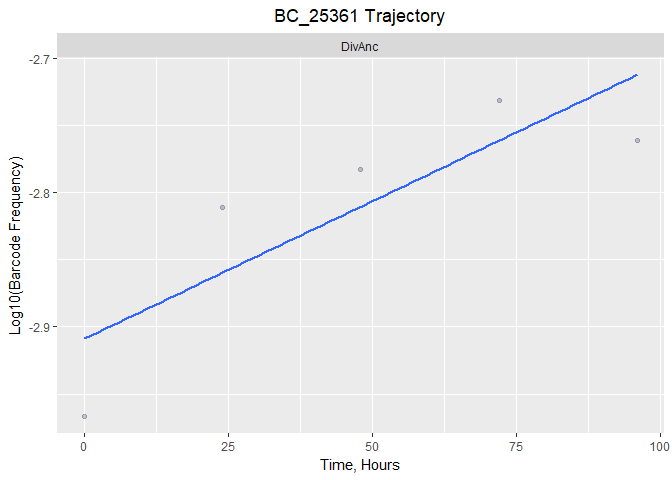 BC_25361 Trajectory
DivAnc
-2.7
-2.8
-2.9
Log10(Barcode Frequency)
0
25
50
75
100
Time, Hours